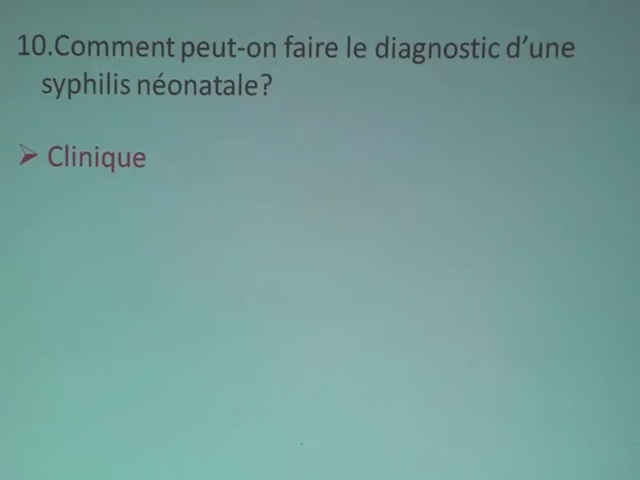 10.Comment peut-on faire le diagnostic d’une
syphilis néonatale?
➢ Clinique